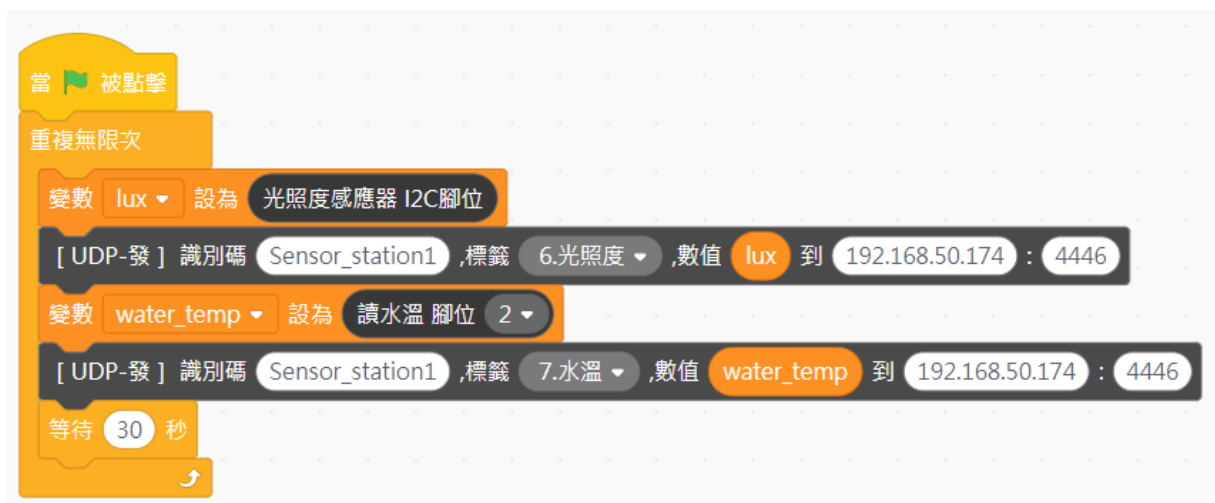 當 被點擊
重複無限次
變數 lux 設為 光照度感應器 I2C腳位
[ UDP-發 ] 識別碼 Sensor_station1 ,標籤 6.光照度 ,數值 lux 到 192.168.50.174 : 4446
變數 water_temp 設為 讀水溫 腳位 2
[ UDP-發 ] 識別碼 Sensor_station1 ,標籤 7.水溫 ,數值 water_temp 到 192.168.50.174 : 4446
等待 30 秒